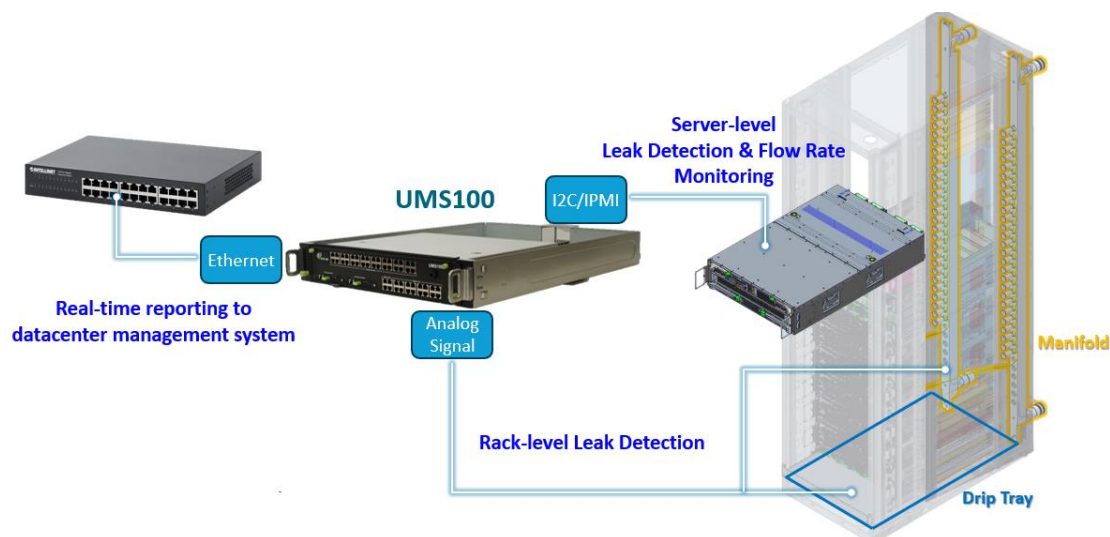 Server-level
Leak Detection & Flow Rate
Monitoring
INTELLINET
UMS100
I2C/IPMI
Ethernet
Real-time reporting to
datacenter management system
Analog
Signal
Manifold
Rack-level Leak Detection
Drip Tray